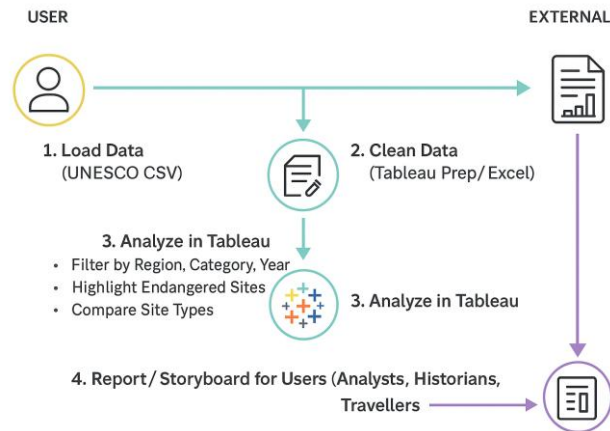 USER
EXTERNAL
1. Load Data
(UNESCO CSV)
2. Clean Data
(Tableau Prep/Excel)
3. Analyze in Tableau
• Filter by Region, Category, Year
• Highlight Endangered Sites
• Compare Site Types
3. Analyze in Tableau
4. Report/Storyboard for Users (Analysts, Historians,
Travellers